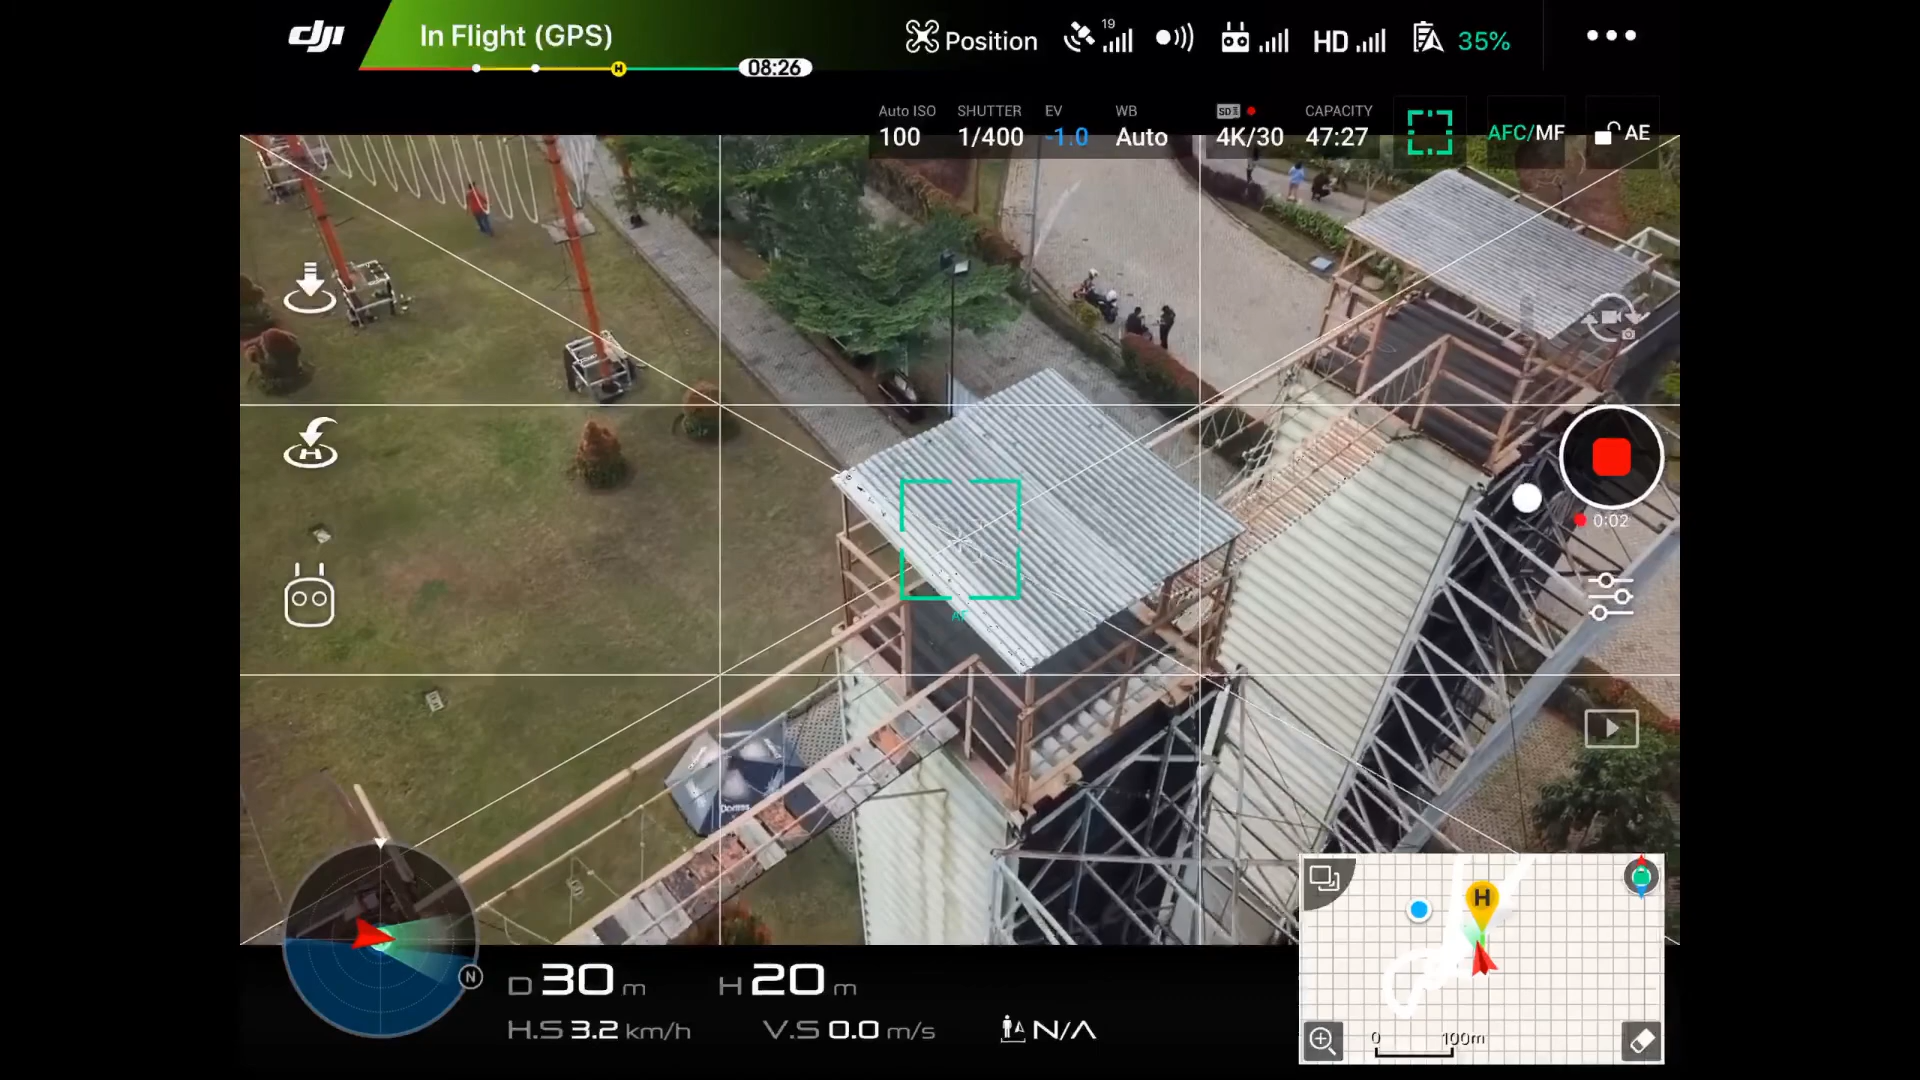 dji
In Flight (GPS)
Position
19
HD
35%
H
08:26
Auto ISO
100
SHUTTER
1/400
EV
-1.0
WB
Auto
SD
4K/30
CAPACITY
47:27
AFC/MF
AE
H
AF
0:02
Doritos
N
D 30 m
H 20 m
H.S 3.2 km/h
V.S 0.0 m/s
N/A
H
0
100m